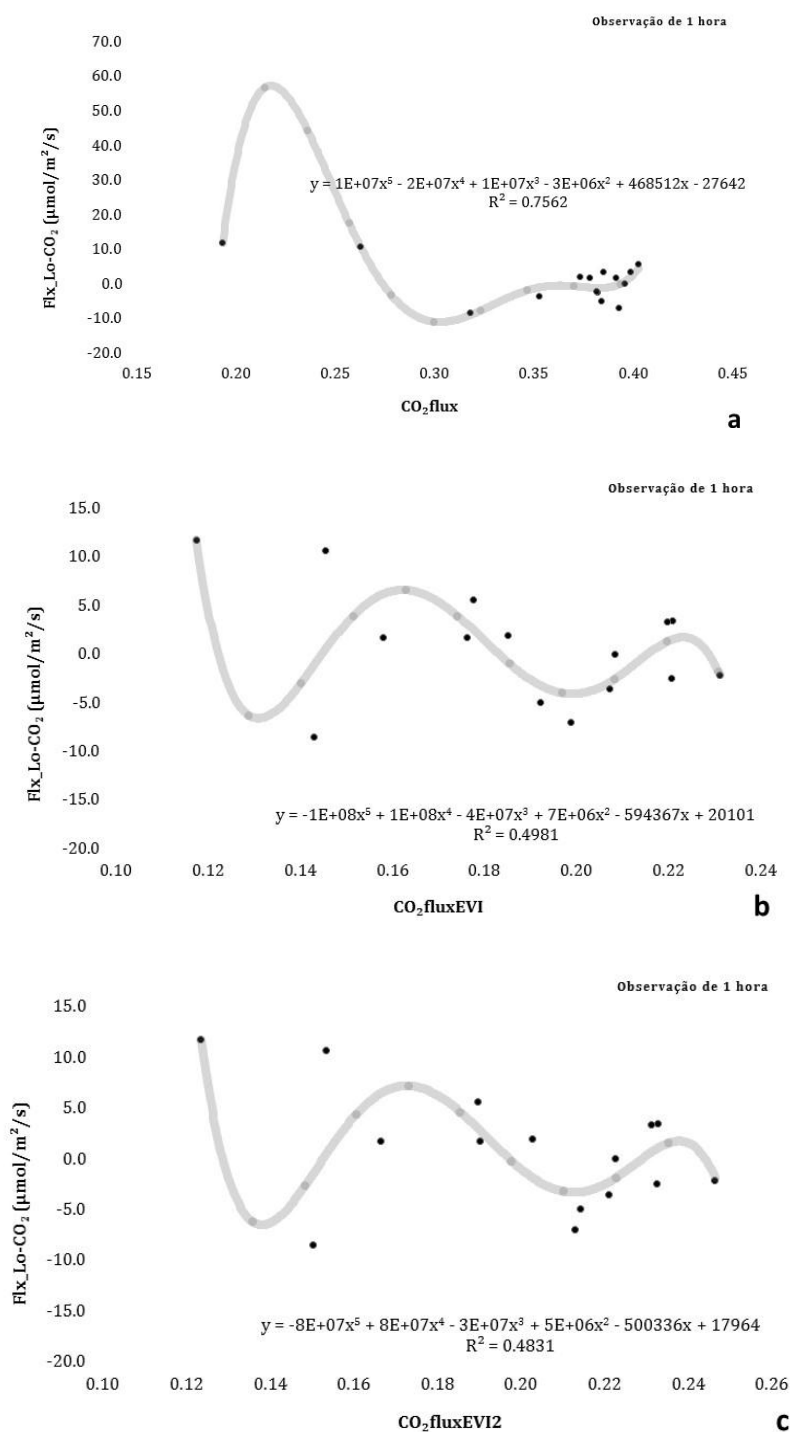 Observação de 1 hora
70.0
60.0
50.0
40.0
30.0
20.0
10.0
0.0
-10.0
-20.0
Flx_Lo-CO₂ (µmol/m²/s)
y = 1E+07x⁵ - 2E+07x⁴ + 1E+07x³ - 3E+06x² + 468512x - 27642
R² = 0.7562
0.15 0.20 0.25 0.30 0.35 0.40 0.45
CO₂flux
a
Observação de 1 hora
15.0
10.0
5.0
0.0
-5.0
-10.0
-15.0
-20.0
Flx_Lo-CO₂ (µmol/m²/s)
y = -1E+08x⁵ + 1E+08x⁴ - 4E+07x³ + 7E+06x² - 594367x + 20101
R² = 0.4981
0.10 0.12 0.14 0.16 0.18 0.20 0.22 0.24
CO₂fluxEVI
b
Observação de 1 hora
15.0
10.0
5.0
0.0
-5.0
-10.0
-15.0
-20.0
Flx_Lo-CO₂ (µmol/m²/s)
y = -8E+07x⁵ + 8E+07x⁴ - 3E+07x³ + 5E+06x² - 500336x + 17964
R² = 0.4831
0.10 0.12 0.14 0.16 0.18 0.20 0.22 0.24 0.26
CO₂fluxEVI2
c